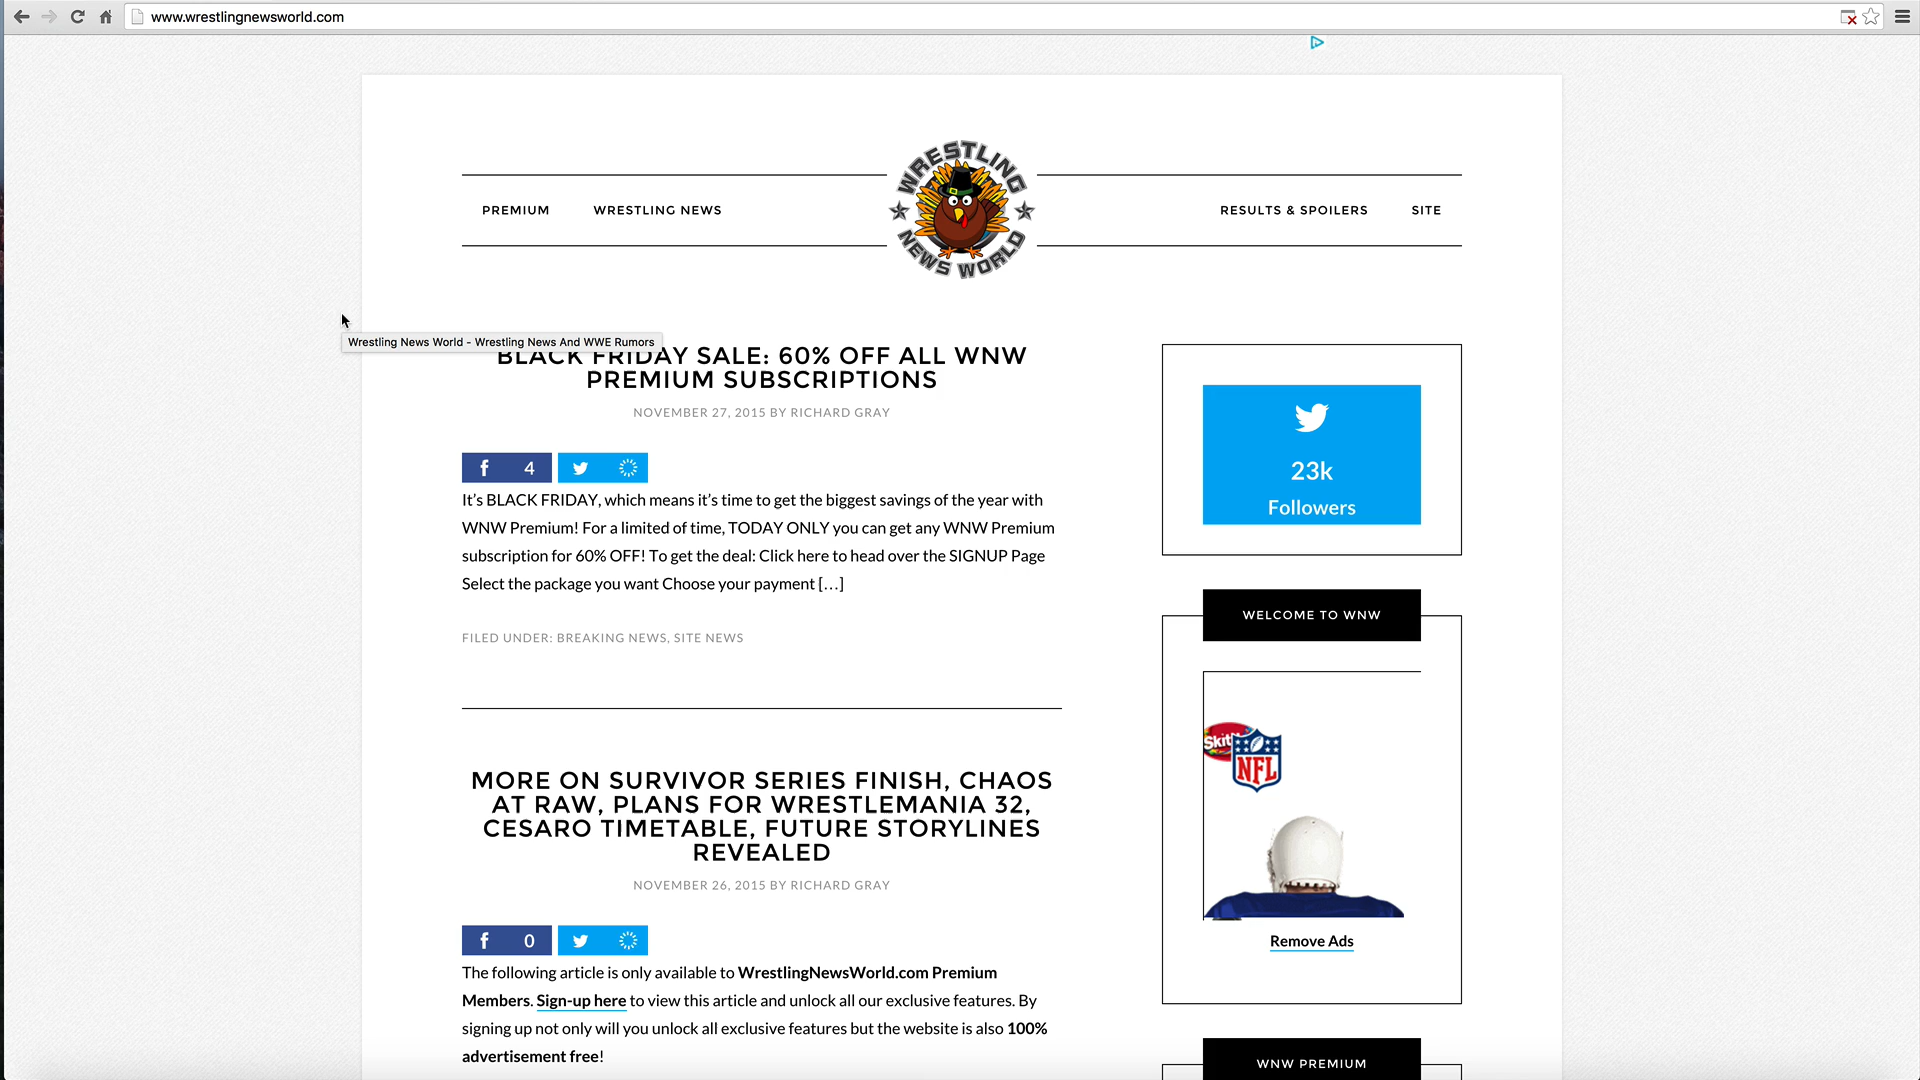 www.wrestlingnewsworld.com
PREMIUM
WRESTLING NEWS
WRESTLING
NEWS WORLD
RESULTS & SPOILERS
SITE
Wrestling News World - Wrestling News And WWE Rumors
BLACK FRIDAY SALE: 60% OFF ALL WNW
PREMIUM SUBSCRIPTIONS
NOVEMBER 27, 2015 BY RICHARD GRAY
4
It's BLACK FRIDAY, which means it's time to get the biggest savings of the year with
WNW Premium! For a limited of time, TODAY ONLY you can get any WNW Premium
subscription for 60% OFF! To get the deal: Click here to head over the SIGNUP Page
Select the package you want Choose your payment […]
FILED UNDER: BREAKING NEWS, SITE NEWS
MORE ON SURVIVOR SERIES FINISH, CHAOS
AT RAW, PLANS FOR WRESTLEMANIA 32,
CESARO TIMETABLE, FUTURE STORYLINES
REVEALED
NOVEMBER 26, 2015 BY RICHARD GRAY
0
The following article is only available to WrestlingNewsWorld.com Premium
Members. Sign-up here to view this article and unlock all our exclusive features. By
signing up not only will you unlock all exclusive features but the website is also 100%
advertisement free!
23k
Followers
WELCOME TO WNW
Skitt
NFL
Remove Ads
WNW PREMIUM